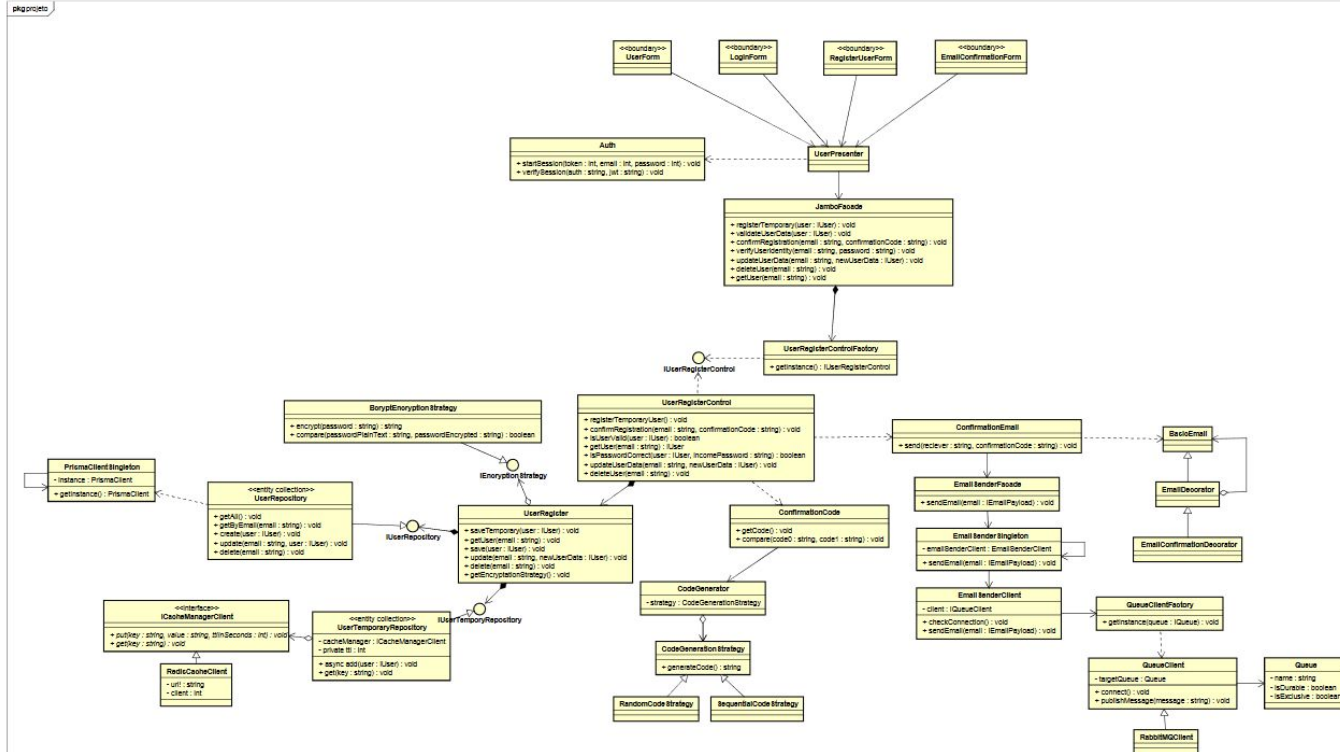 pkg projeto
<<boundary>>
UserForm
<<boundary>>
LoginForm
<<boundary>>
RegisterUserForm
<<boundary>>
EmailConfirmationForm
Auth
+ startSession(token : int, email : int, password : int) : void
+ verifySession(auth : string, jwt : string) : void
UserPresenter
JamboFacade
+ registerTemporary(user : IUser) : void
+ validateUserData(user : IUser) : void
+ confirmRegistration(email : string, confirmationCode : string) : void
+ verifyUserIdentity(email : string, password : string) : void
+ updateUserData(email : string, newUserData : IUser) : void
+ deleteUser(email : string) : void
+ getUser(email : string) : void
UserRegisterControlFactory
+ getInstance() : IUserRegisterControl
IUserRegisterControl
UserRegisterControl
+ registerTemporaryUser() : void
+ confirmRegistration(email : string, confirmationCode : string) : void
+ isUserValid(user : IUser) : boolean
+ getUser(email : string) : IUser
+ isPasswordCorrect(user : IUser, incomePassword : string) : boolean
+ updateUserData(email : string, newUserData : IUser) : void
+ deleteUser(email : string) : void
BcryptEncryptionStrategy
+ encrypt(password : string) : string
+ compare(passwordPlainText : string, passwordEncrypted : string) : boolean
IEncryptionStrategy
ConfirmationEmail
+ send(reciever : string, confirmationCode : string) : void
BasicEmail
EmailDecorator
EmailConfirmationDecorator
PrismaClientSingleton
- instance : PrismaClient
+ getInstance() : PrismaClient
<<entity collection>>
UserRepository
+ getAll() : void
+ getByEmail(email : string) : void
+ create(user : IUser) : void
+ update(email : string, user : IUser) : void
+ delete(email : string) : void
IUserRepository
UserRegister
+ saveTemporary(user : IUser) : void
+ getUser(email : string) : void
+ save(user : IUser) : void
+ update(email : string, newUserData : IUser) : void
+ delete(email : string) : void
+ getEncryptationStrategy() : void
ConfirmationCode
+ getCode() : void
+ compare(code0 : string, code1 : string) : void
EmailSenderFacade
+ sendEmail(email : IEmailPayload) : void
EmailSenderSingleton
- emailSenderClient : EmailSenderClient
+ sendEmail(email : IEmailPayload) : void
EmailSenderClient
- client : IQueueClient
+ checkConnection() : void
+ sendEmail(email : IEmailPayload) : void
QueueClientFactory
+ getInstance(queue : IQueue) : void
CodeGenerator
- strategy : CodeGenerationStrategy
CodeGenerationStrategy
+ generateCode() : string
RandomCodeStrategy
SequentialCodeStrategy
<<interface>>
ICacheManagerClient
+ put(key : string, value : string, ttlInSeconds : int) : void
+ get(key : string) : void
<<entity collection>>
UserTemporaryRepository
- cacheManager : ICacheManagerClient
- private ttl : int
+ async add(user : IUser) : void
+ get(key : string) : void
IUserTemporyRepository
RedisCacheClient
- url : string
- client : int
QueueClient
- targetQueue : Queue
+ connect() : void
+ publishMessage(message : string) : void
Queue
- name : string
- isDurable : boolean
- isExclusive : boolean
RabbitMQClient